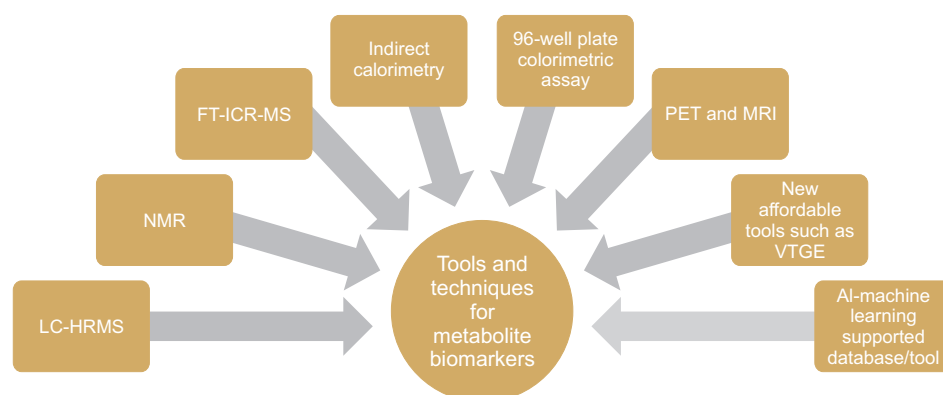 Indirect
calorimetry
96-well plate
colorimetric
assay
FT-ICR-MS
PET and MRI
NMR
New
affordable
tools such as
VTGE
LC-HRMS
Tools and
techniques
for
metabolite
biomarkers
AI-machine
learning
supported
database/tool